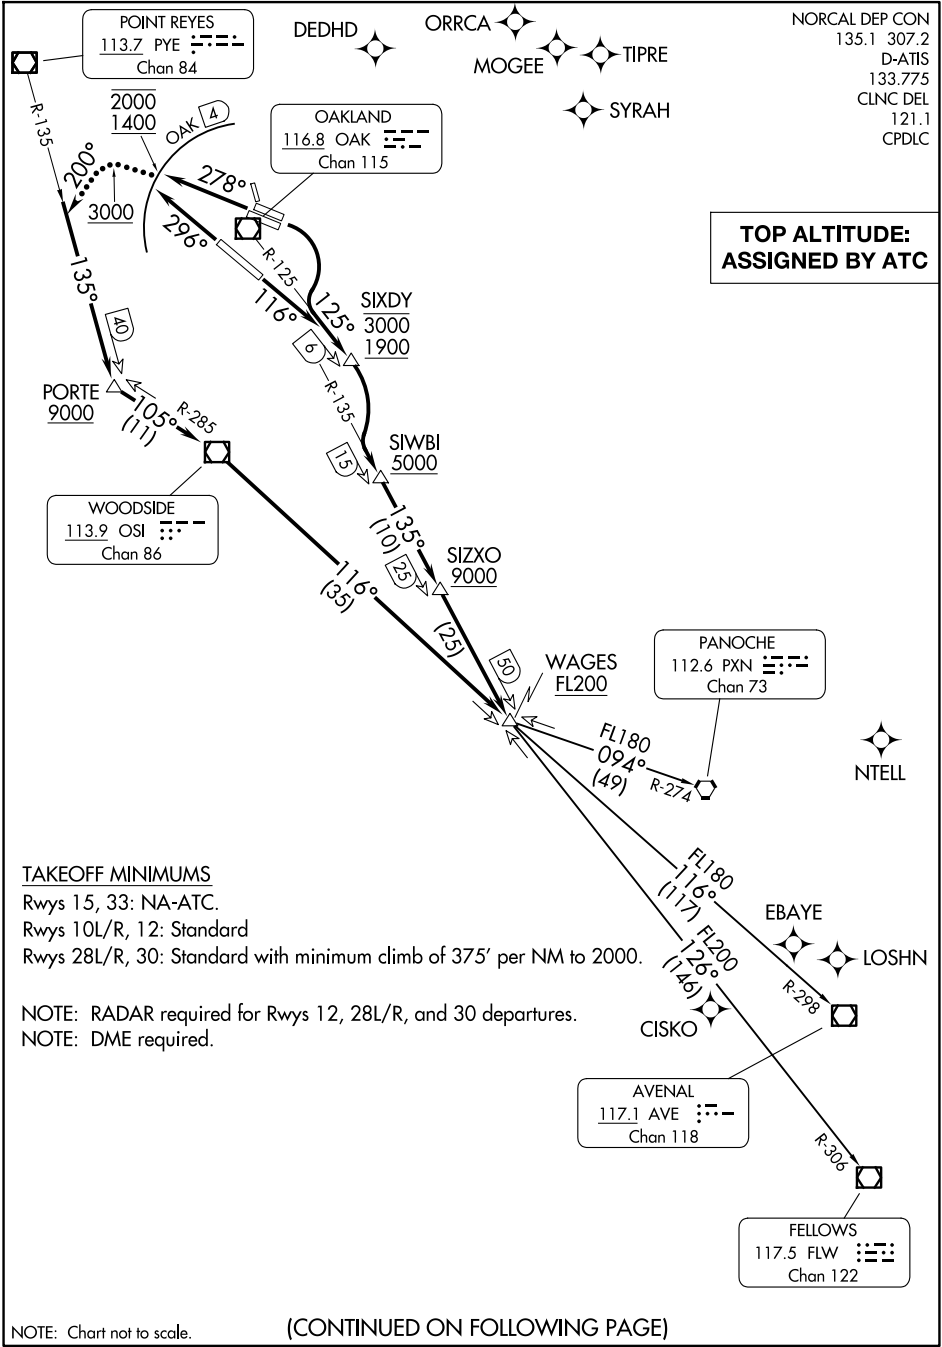 POINT REYES
113.7 PYE
Chan 84
DEDHD
ORRCA
MOGEE
TIPRE
SYRAH
NORCAL DEP CON
135.1 307.2
D-ATIS
133.775
CLNC DEL
121.1
CPDLC
TOP ALTITUDE:
ASSIGNED BY ATC
OAKLAND
116.8 OAK
Chan 115
R-135
2000
1400
OAK 4
200°
3000
278°
296°
R-125
116°
125°
SIXDY
3000
1900
6
R-135
135°
40
PORTE
9000
105°
(11)
R-285
15
SIWBI
5000
WOODSIDE
113.9 OSI
Chan 86
135°
(10)
25
SIZXO
9000
116°
(35)
(25)
50
WAGES
FL200
PANOCHE
112.6 PXN
Chan 73
FL180
094°
(49)
R-274
NTELL
FL180
116°
(117)
FL200
126°
(146)
EBAYE
LOSHN
CISKO
R-298
AVENAL
117.1 AVE
Chan 118
R-306
FELLOWS
117.5 FLW
Chan 122
TAKEOFF MINIMUMS
Rwys 15, 33: NA-ATC.
Rwys 10L/R, 12: Standard
Rwys 28L/R, 30: Standard with minimum climb of 375' per NM to 2000.
NOTE: RADAR required for Rwys 12, 28L/R, and 30 departures.
NOTE: DME required.
NOTE: Chart not to scale.
(CONTINUED ON FOLLOWING PAGE)